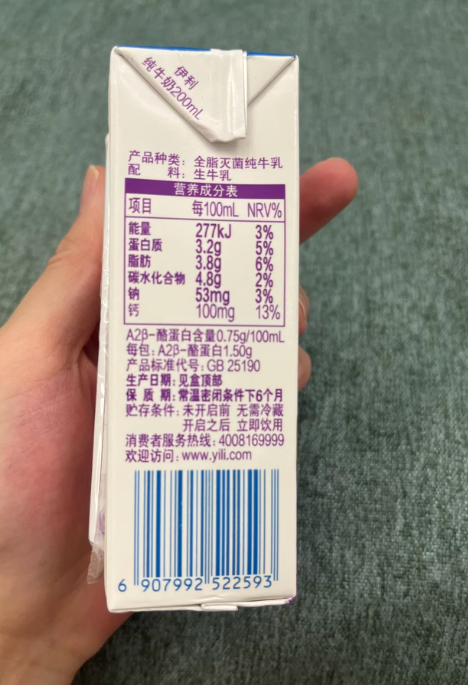 伊利
纯牛奶200mL
产品种类：全脂灭菌纯牛乳
配 料：生牛乳
营养成分表
项目 每100mL NRV%
能量 277kJ 3%
蛋白质 3.2g 5%
脂肪 3.8g 6%
碳水化合物 4.8g 2%
钠 53mg 3%
钙 100mg 13%
A2β-酪蛋白含量0.75g/100mL
每包：A2β-酪蛋白1.50g
产品标准代号：GB 25190
生产日期：见盒顶部
保 质 期：常温密闭条件下6个月
贮存条件：未开启前 无需冷藏
开启之后 立即饮用
消费者服务热线：4008169999
欢迎访问：www.yili.com
6 907992 522593